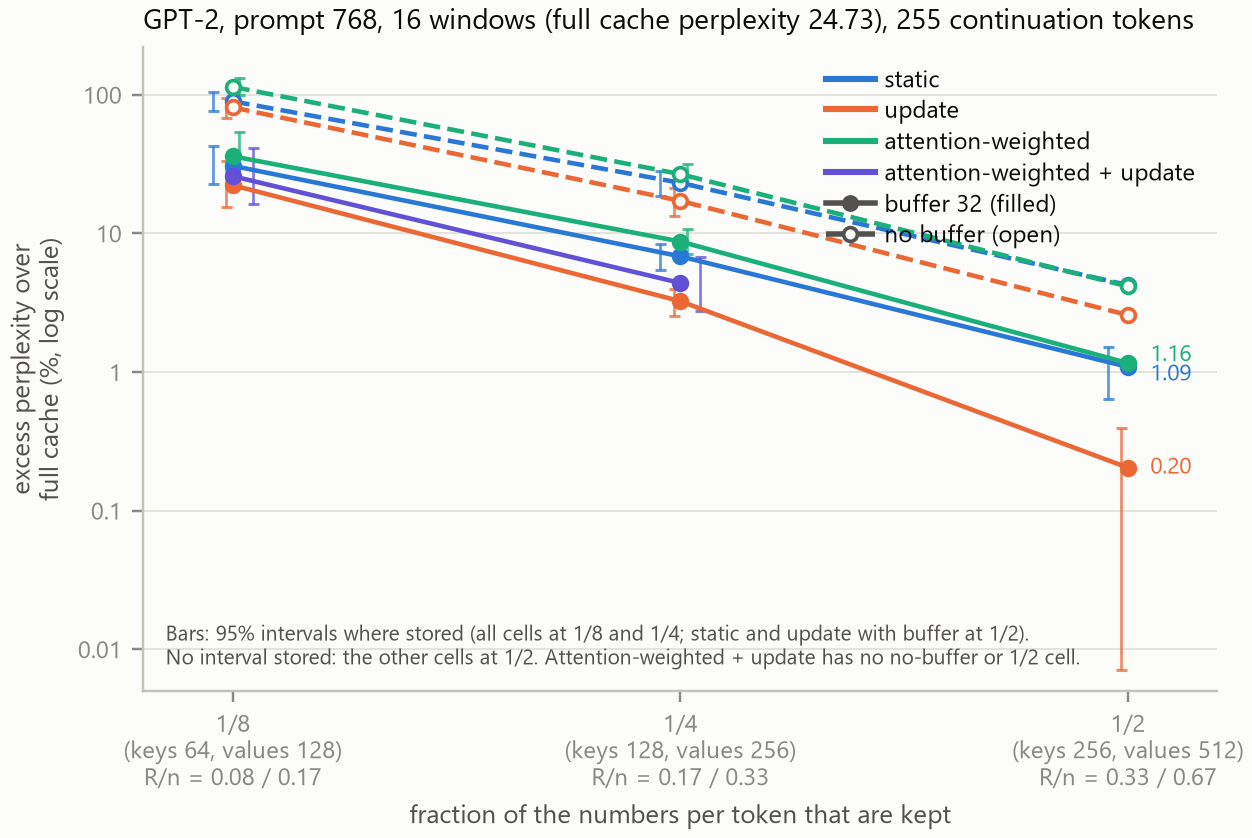 GPT-2, prompt 768, 16 windows (full cache perplexity 24.73), 255 continuation tokens
static
update
attention-weighted
attention-weighted + update
buffer 32 (filled)
no buffer (open)
excess perplexity over
full cache (%, log scale)
100
10
1
0.1
0.01
1.16
1.09
0.20
Bars: 95% intervals where stored (all cells at 1/8 and 1/4; static and update with buffer at 1/2).
No interval stored: the other cells at 1/2. Attention-weighted + update has no no-buffer or 1/2 cell.
1/8
(keys 64, values 128)
R/n = 0.08 / 0.17
1/4
(keys 128, values 256)
R/n = 0.17 / 0.33
1/2
(keys 256, values 512)
R/n = 0.33 / 0.67
fraction of the numbers per token that are kept